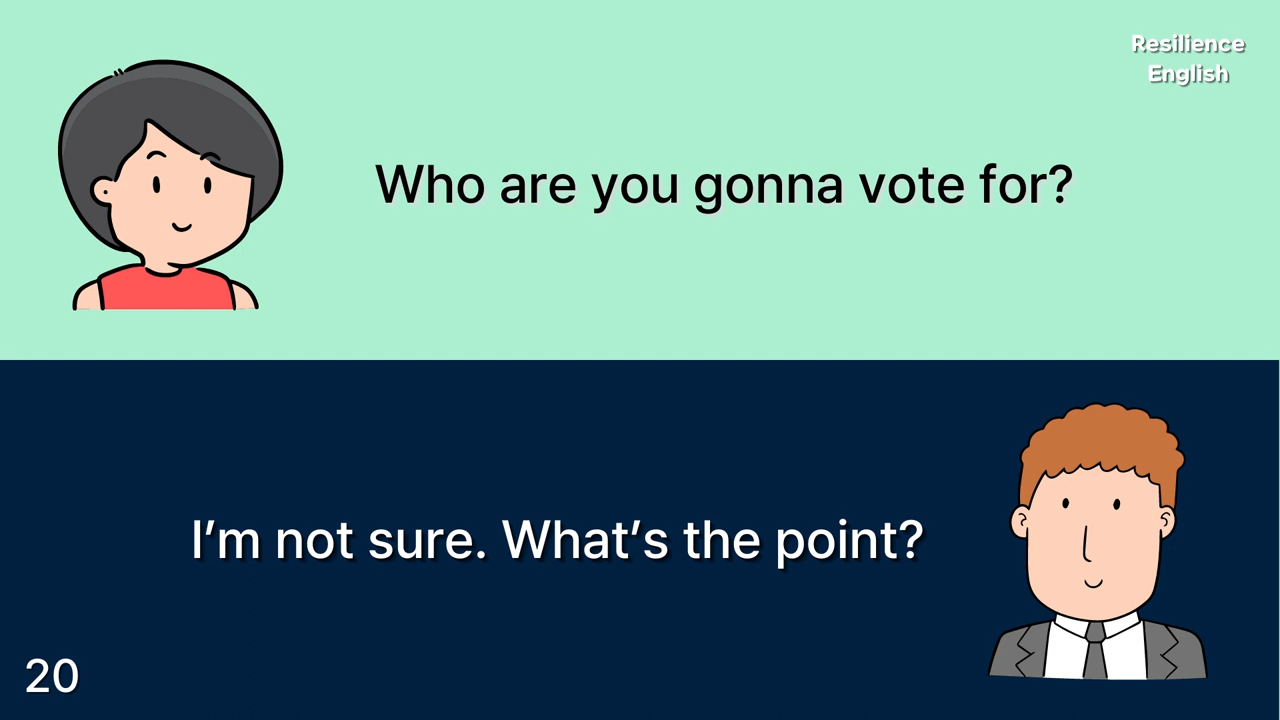 Resilience
English
Who are you gonna vote for?
I’m not sure. What’s the point?
20